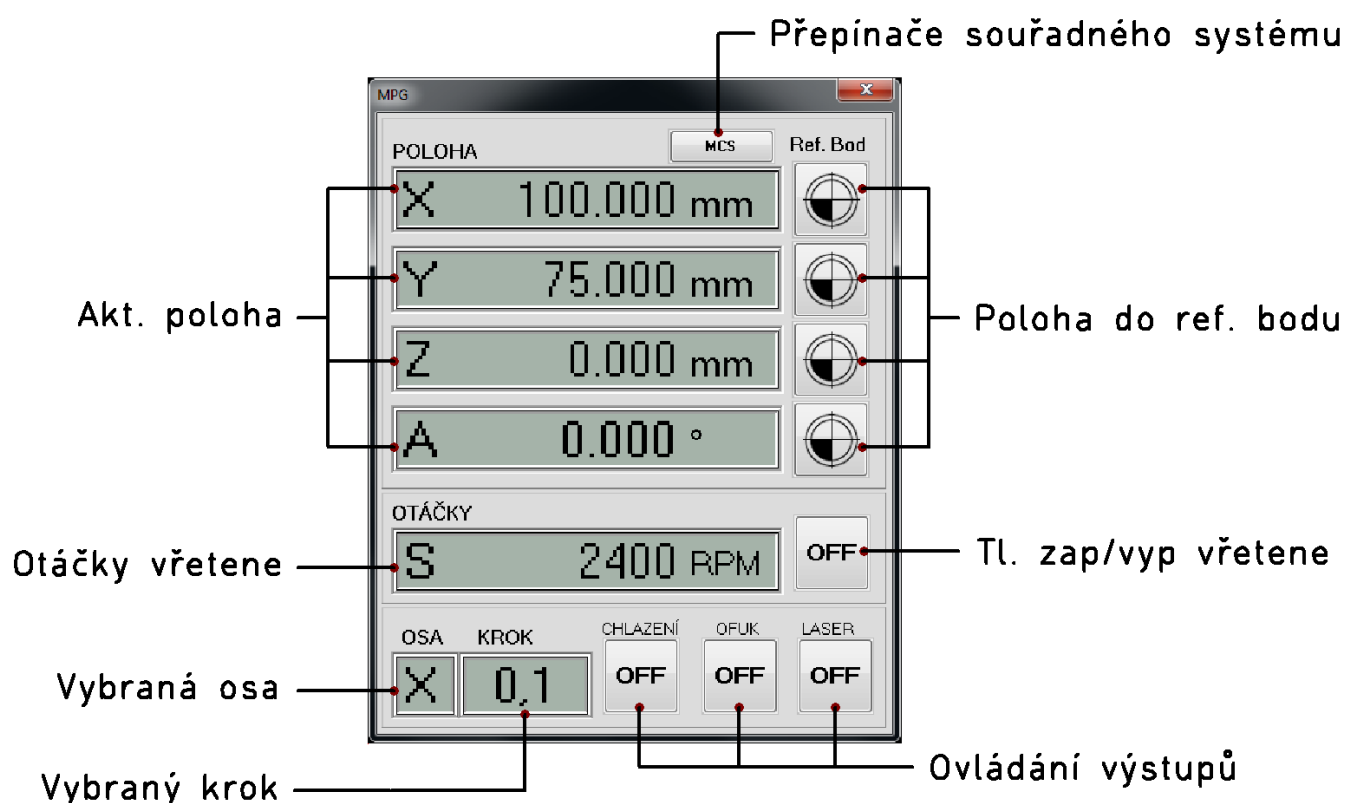 Přepínače souřadného systému
MPG
POLOHA
MCS
Ref. Bod
X 100.000 mm
Y 75.000 mm
Akt. poloha
Poloha do ref. bodu
Z 0.000 mm
A 0.000 °
OTÁČKY
Otáčky vřetene
S 2400 RPM
OFF
Tl. zap/vyp vřetene
OSA
KROK
CHLAZENÍ
OFUK
LASER
Vybraná osa
X
0,1
OFF
OFF
OFF
Vybraný krok
Ovládání výstupů